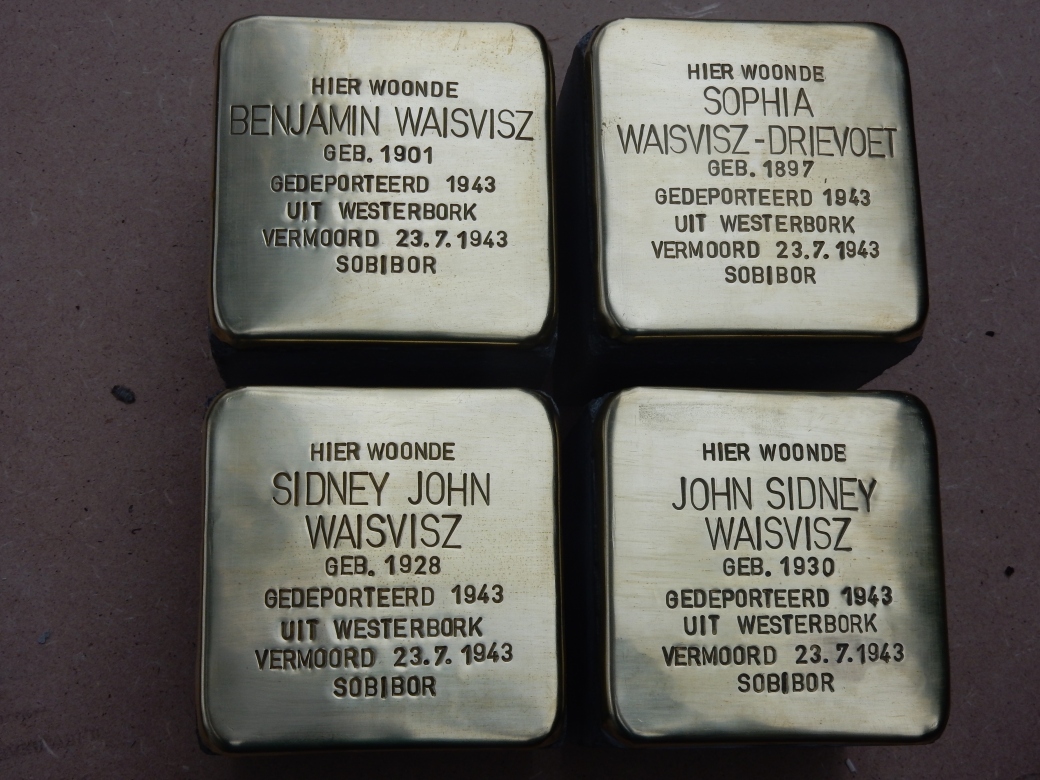 HIER WOONDE
BENJAMIN WAISVISZ
GEB. 1901
GEDEPORTEERD 1943
UIT WESTERBORK
VERMOORD 23.7.1943
SOBIBOR
HIER WOONDE
SOPHIA
WAISVISZ-DRIEVOET
GEB. 1897
GEDEPORTEERD 1943
UIT WESTERBORK
VERMOORD 23.7.1943
SOBIBOR
HIER WOONDE
SIDNEY JOHN
WAISVISZ
GEB. 1928
GEDEPORTEERD 1943
UIT WESTERBORK
VERMOORD 23.7.1943
SOBIBOR
HIER WOONDE
JOHN SIDNEY
WAISVISZ
GEB. 1930
GEDEPORTEERD 1943
UIT WESTERBORK
VERMOORD 23.7.1943
SOBIBOR